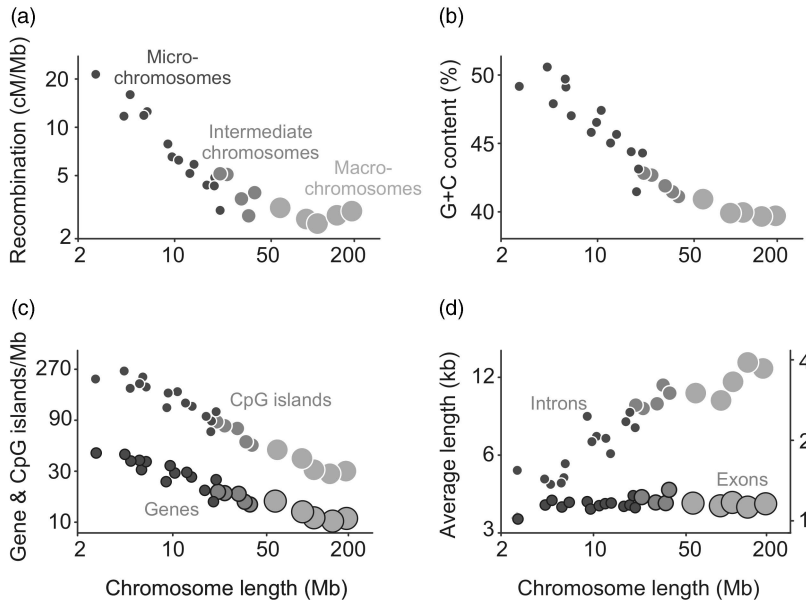 (a)
Recombination (cM/Mb)
20
10
5
2
Micro-
chromosomes
Intermediate
chromosomes
Macro-
chromosomes
2
10
50
200
(b)
G+C content (%)
50
45
40
2
10
50
200
(c)
Gene & CpG islands/Mb
270
90
30
10
CpG islands
Genes
2
10
50
200
Chromosome length (Mb)
(d)
Average length (kb)
12
6
3
Introns
Exons
4
2
1
2
10
50
200
Chromosome length (Mb)